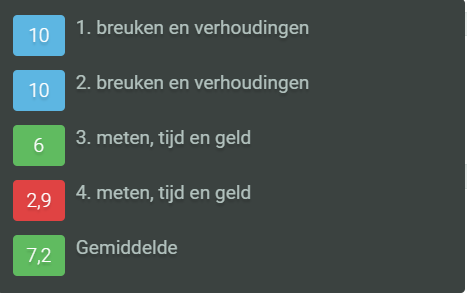 10 1. breuken en verhoudingen
10 2. breuken en verhoudingen
6 3. meten, tijd en geld
2,9 4. meten, tijd en geld
7,2 Gemiddelde